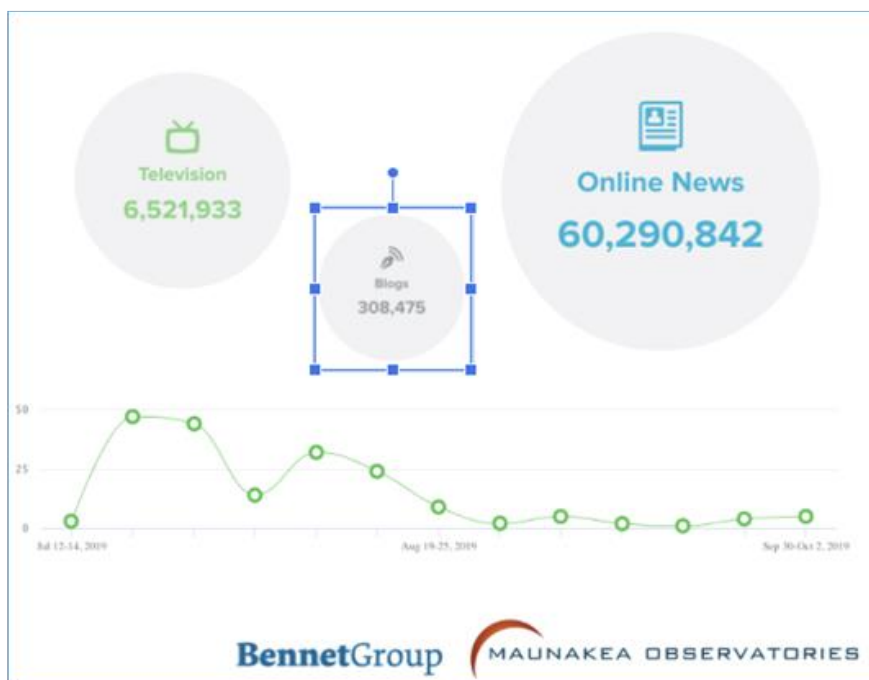 Television
6,521,933
Blogs
308,475
Online News
60,290,842
50
25
0
Jul 12-14, 2019
Aug 19-25, 2019
Sep 30-Oct 2, 2019
BennetGroup
MAUNAKEA OBSERVATORIES